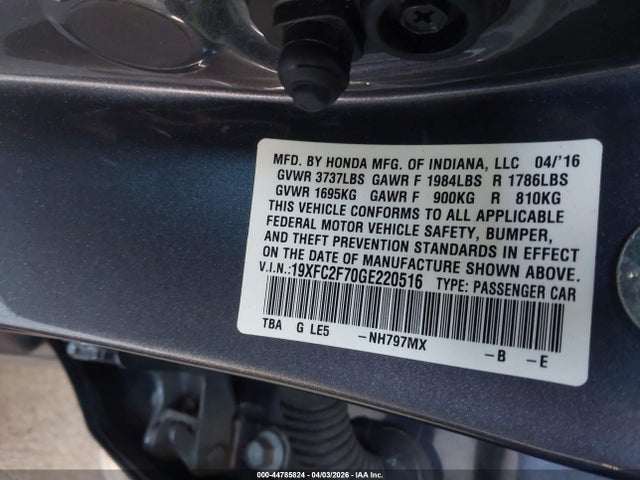 MFD. BY HONDA MFG. OF INDIANA, LLC 04/'16
GVWR 3737LBS GAWR F 1984LBS R 1786LBS
GVWR 1695KG GAWR F 900KG R 810KG
THIS VEHICLE CONFORMS TO ALL APPLICABLE
FEDERAL MOTOR VEHICLE SAFETY, BUMPER,
AND THEFT PREVENTION STANDARDS IN EFFECT
ON THE DATE OF MANUFACTURE SHOWN ABOVE.
V.I.N.:19XFC2F70GE220516 TYPE: PASSENGER CAR
TBA G LE5 -NH797MX -B -E
000-44785824 | 04/03/2026 | IAA Inc.